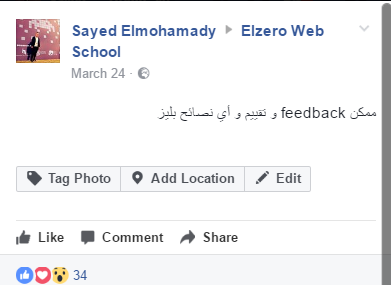 Sayed Elmohamady ▶ Elzero Web
School
March 24 ·
ممكن feedback و تقييم و أي نصائح بليز
Tag Photo Add Location Edit
Like Comment Share
34